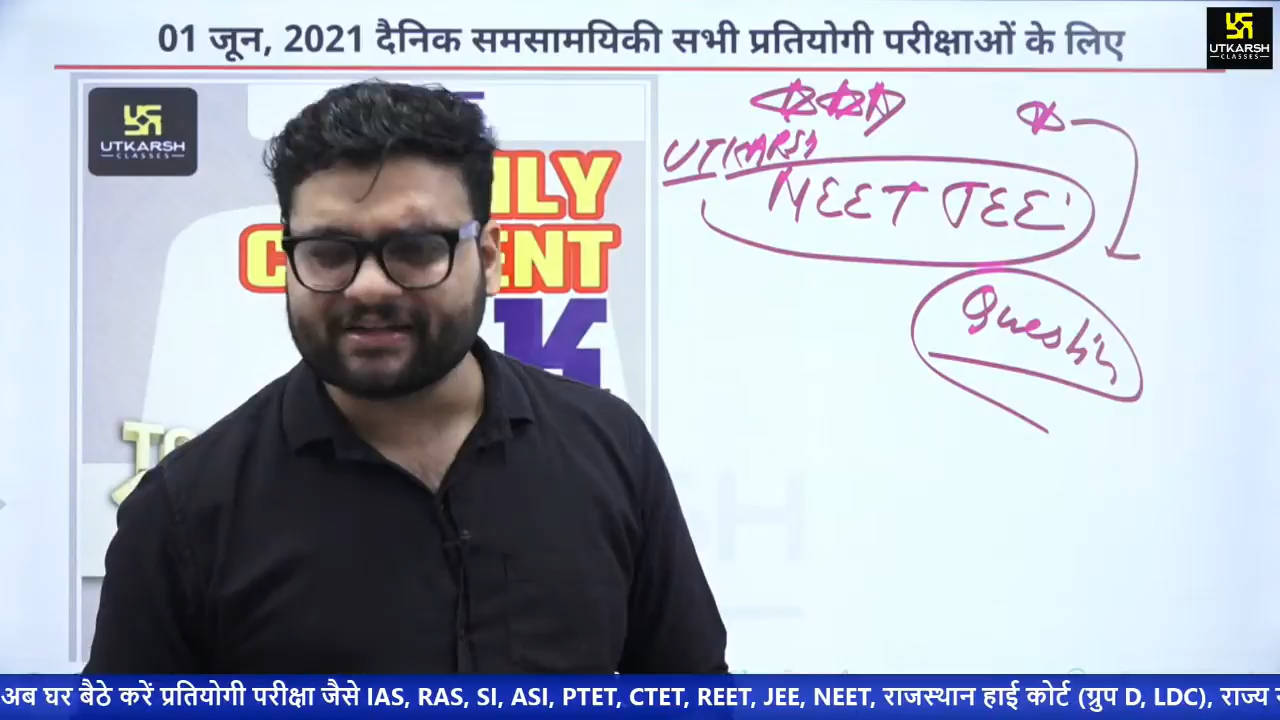 01 जून, 2021 दैनिक समसामयिकी सभी प्रतियोगी परीक्षाओं के लिए
UTKARSH
CLASSES
UTKARSH
CLASSES
UTKARSH
NEET JEE
Question
अब घर बैठे करें प्रतियोगी परीक्षा जैसे IAS, RAS, SI, ASI, PTET, CTET, REET, JEE, NEET, राजस्थान हाई कोर्ट (ग्रुप D, LDC), राज्य